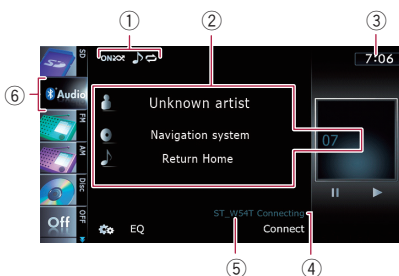 ① ② ③
SD
ON
7:06
⑥
Audio
Unknown artist
FM
Navigation system
07
AM
Return Home
Disc
ST_WS4T Connecting
Off
OFF
EQ
Connect
⑤ ④